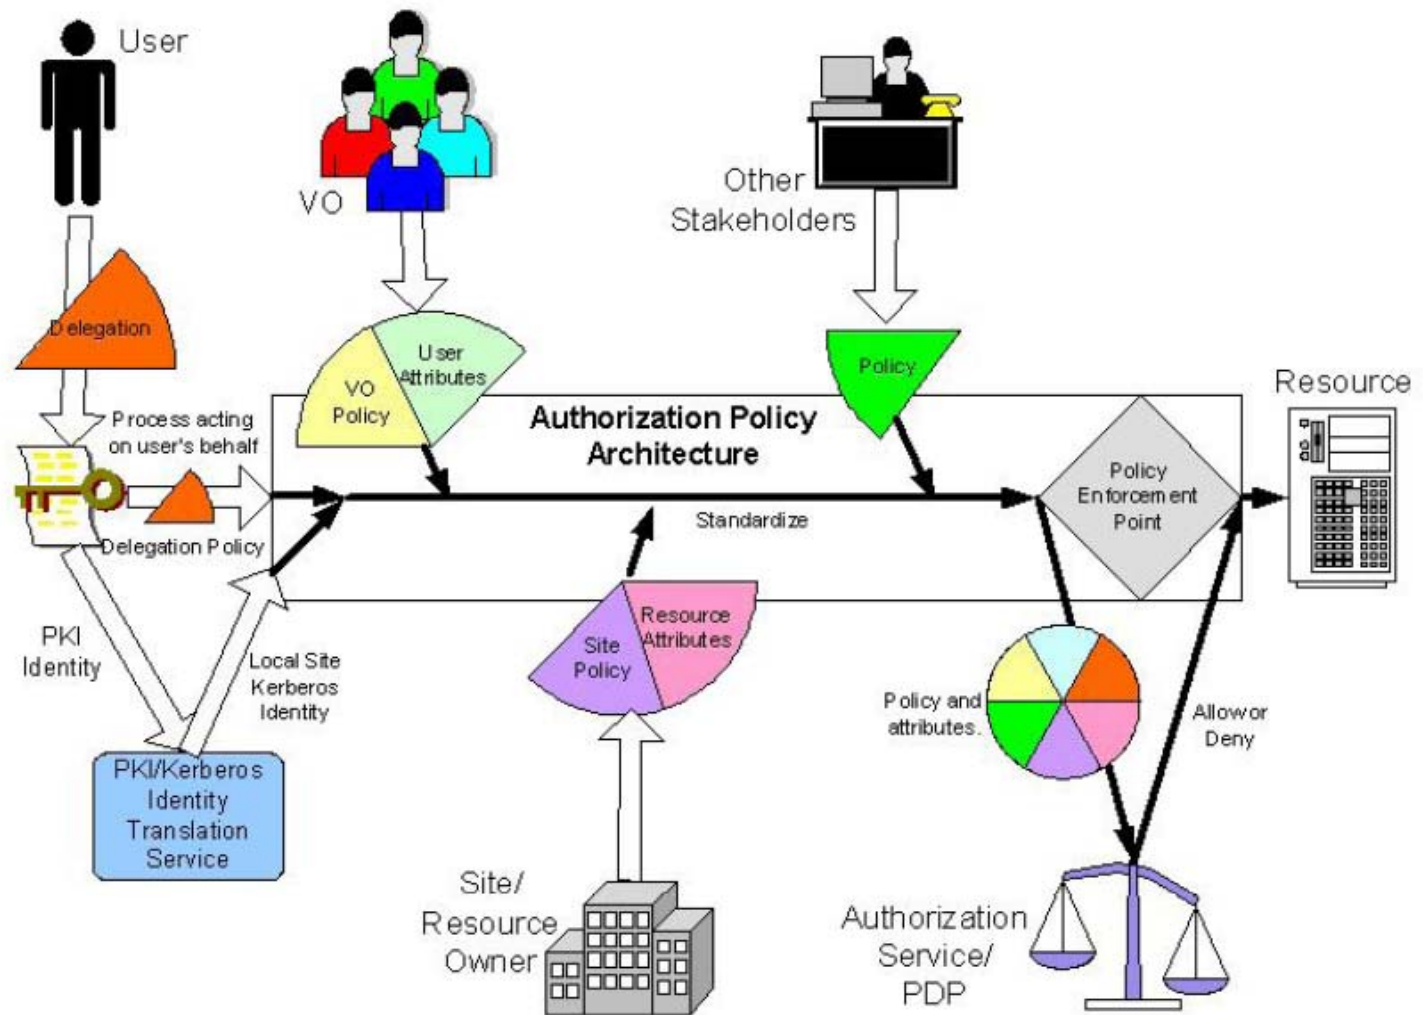 User
VO
Other
Stakeholders
Delegation
VO
Policy
User
Attributes
Policy
Resource
Process acting
on user's behalf
Authorization Policy
Architecture
Policy
Enforcement
Point
Standardize
Delegation Policy
PKI
Identity
Local Site
Kerberos
Identity
Site
Policy
Resource
Attributes
Policy and
attributes.
Allowor
Deny
PKI/Kerberos
Identity
Translation
Service
Site/
Resource
Owner
Authorization
Service/
PDP